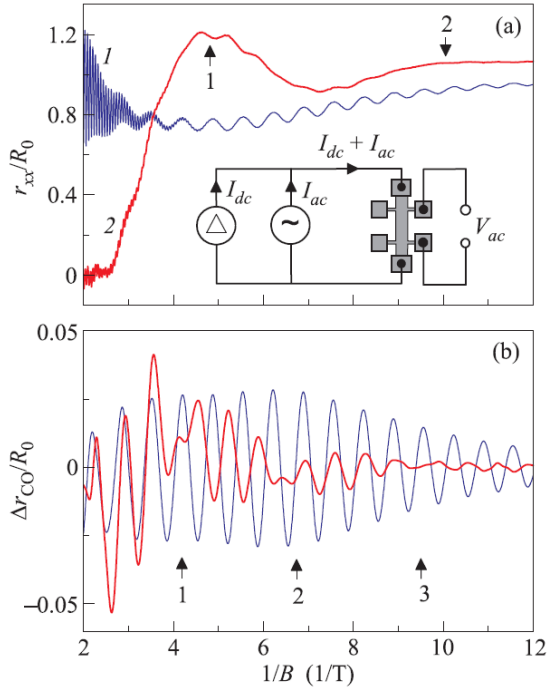 (a)
1.2
0.8
0.4
0
r_xx/R_0
1
2
1
2
I_dc + I_ac
I_dc
I_ac
~
V_ac
(b)
0.05
0
−0.05
Δr_CO/R_0
1
2
3
2
4
6
8
10
12
1/B (1/T)